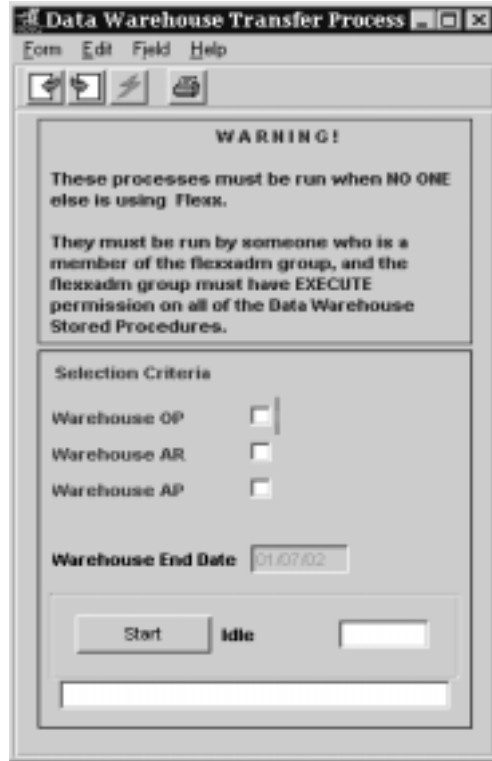 Data Warehouse Transfer Process
Form Edit Field Help
WARNING!
These processes must be run when NO ONE
else is using Flexx.
They must be run by someone who is a
member of the flexxadm group, and the
flexxadm group must have EXECUTE
permission on all of the Data Warehouse
Stored Procedures.
Selection Criteria
Warehouse OP
Warehouse AR
Warehouse AP
Warehouse End Date 01/07/02
Start Idle